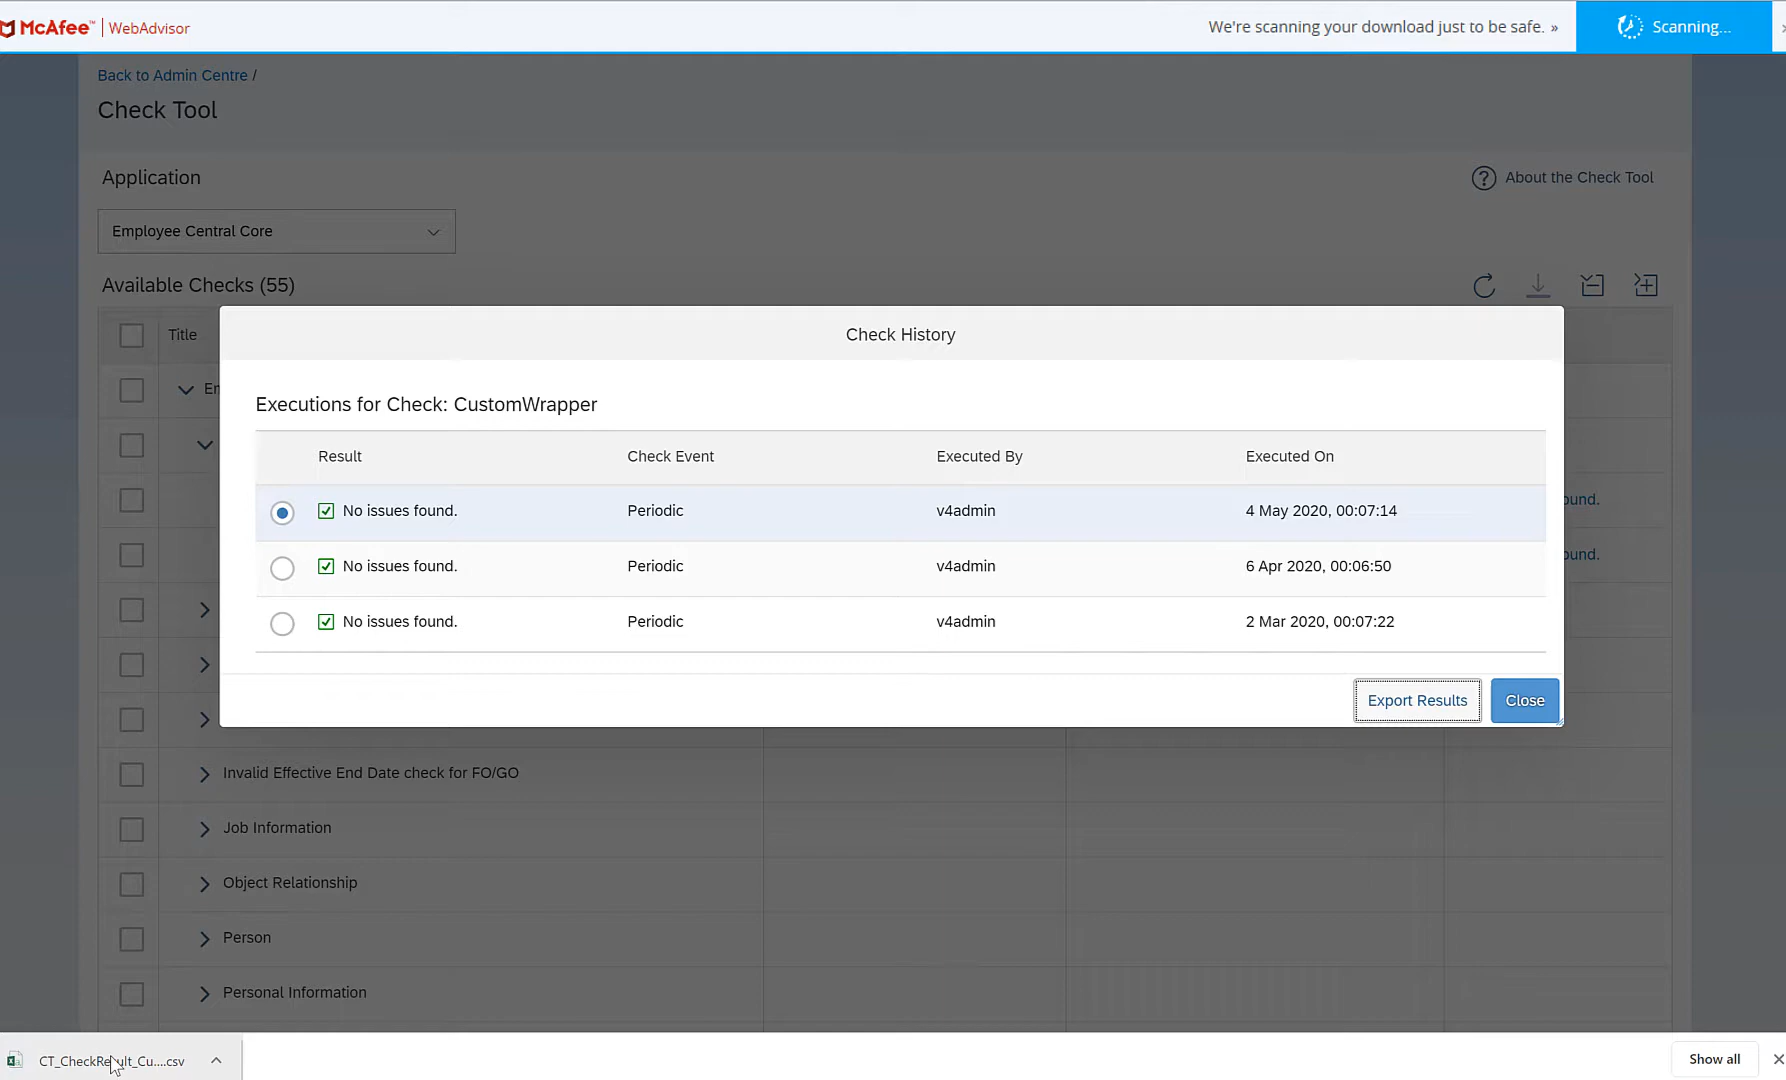 McAfee™ | WebAdvisor
We're scanning your download just to be safe. »
Scanning...
Back to Admin Centre /
Check Tool
Application
About the Check Tool
Employee Central Core
Available Checks (55)
Title
Check History
Executions for Check: CustomWrapper
Result Check Event Executed By Executed On
No issues found. Periodic v4admin 4 May 2020, 00:07:14
No issues found. Periodic v4admin 6 Apr 2020, 00:06:50
No issues found. Periodic v4admin 2 Mar 2020, 00:07:22
Export Results
Close
Invalid Effective End Date check for FO/GO
Job Information
Object Relationship
Person
Personal Information
CT_CheckResult_Cu....csv
Show all